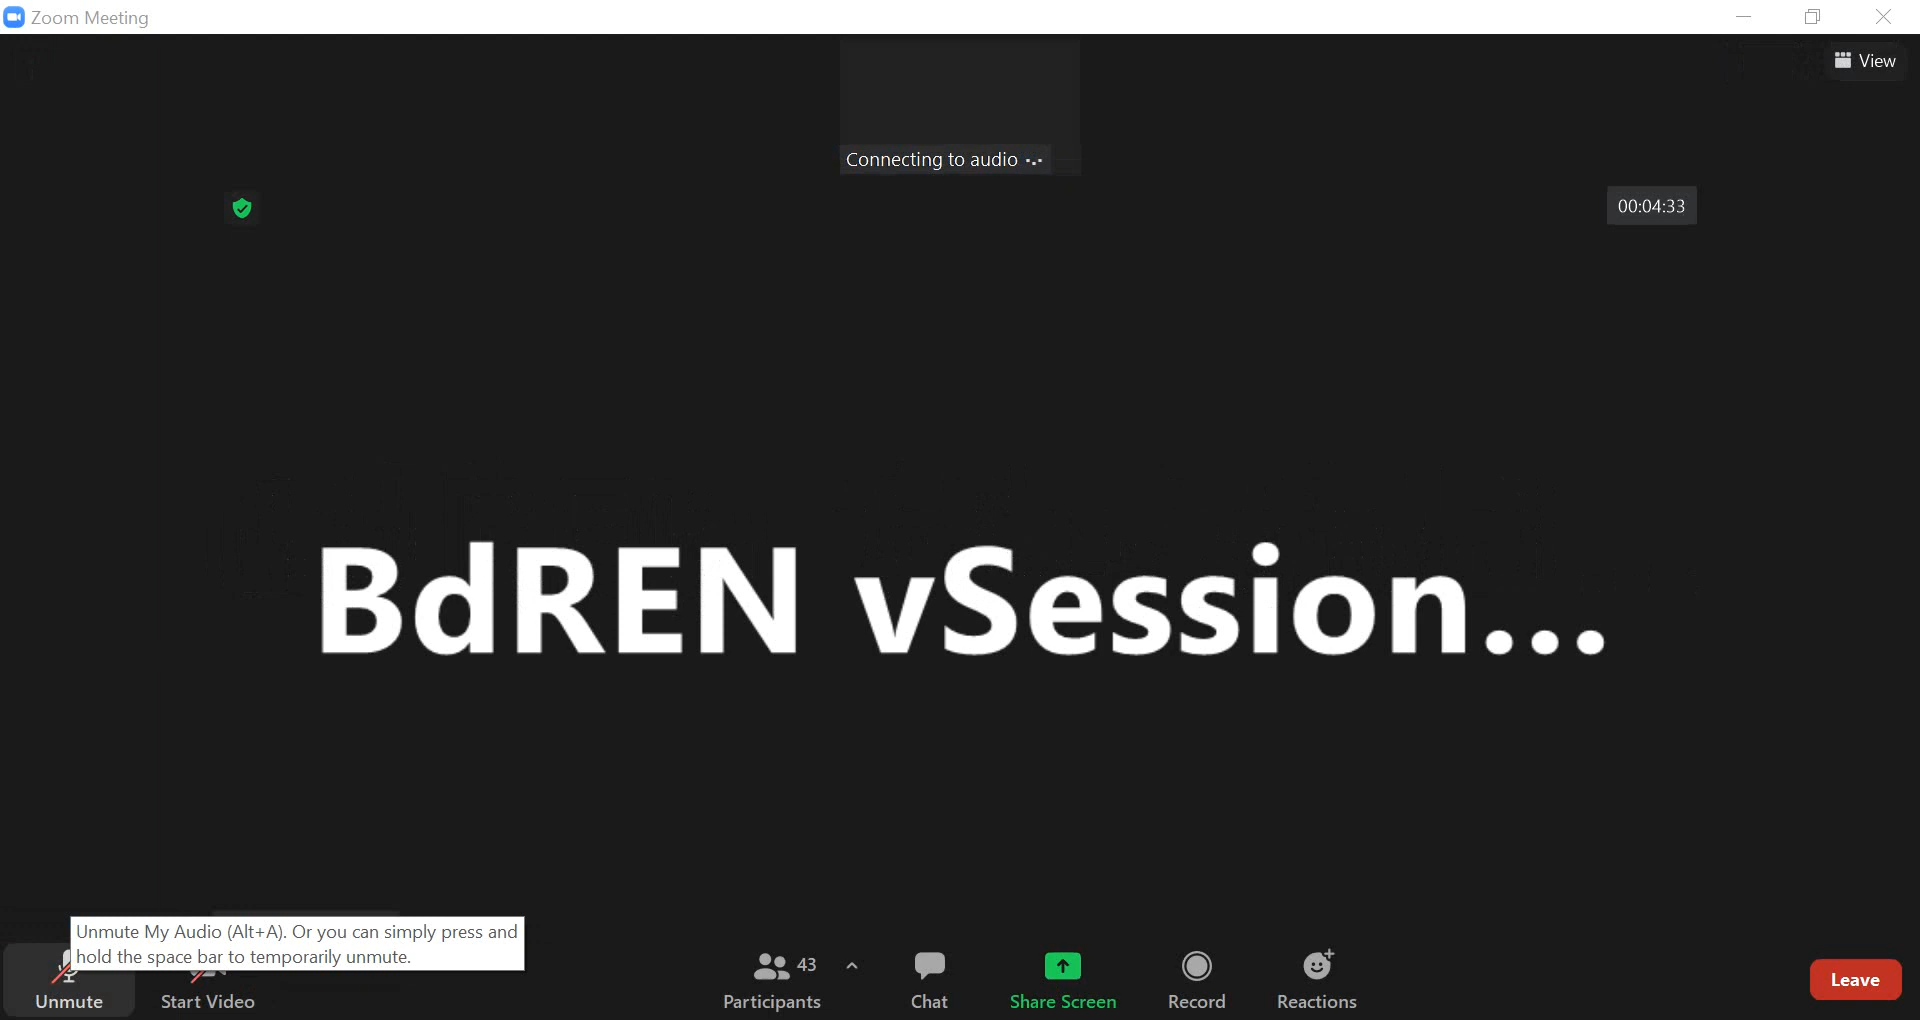 Zoom Meeting
View
Connecting to audio
00:04:33
BdREN vSession...
Unmute My Audio (Alt+A). Or you can simply press and
hold the space bar to temporarily unmute.
43
Unmute
Start Video
Participants
Chat
Share Screen
Record
Reactions
Leave